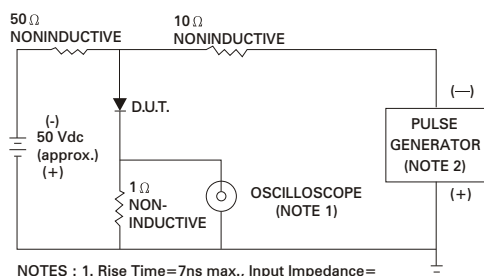 50Ω
NONINDUCTIVE
10Ω
NONINDUCTIVE
D.U.T.
(-)
50 Vdc
(approx.)
(+)
1Ω
NON-
INDUCTIVE
OSCILLOSCOPE
(NOTE 1)
(—)
PULSE
GENERATOR
(NOTE 2)
(+)
NOTES : 1. Rise Time=7ns max., Input Impedance=